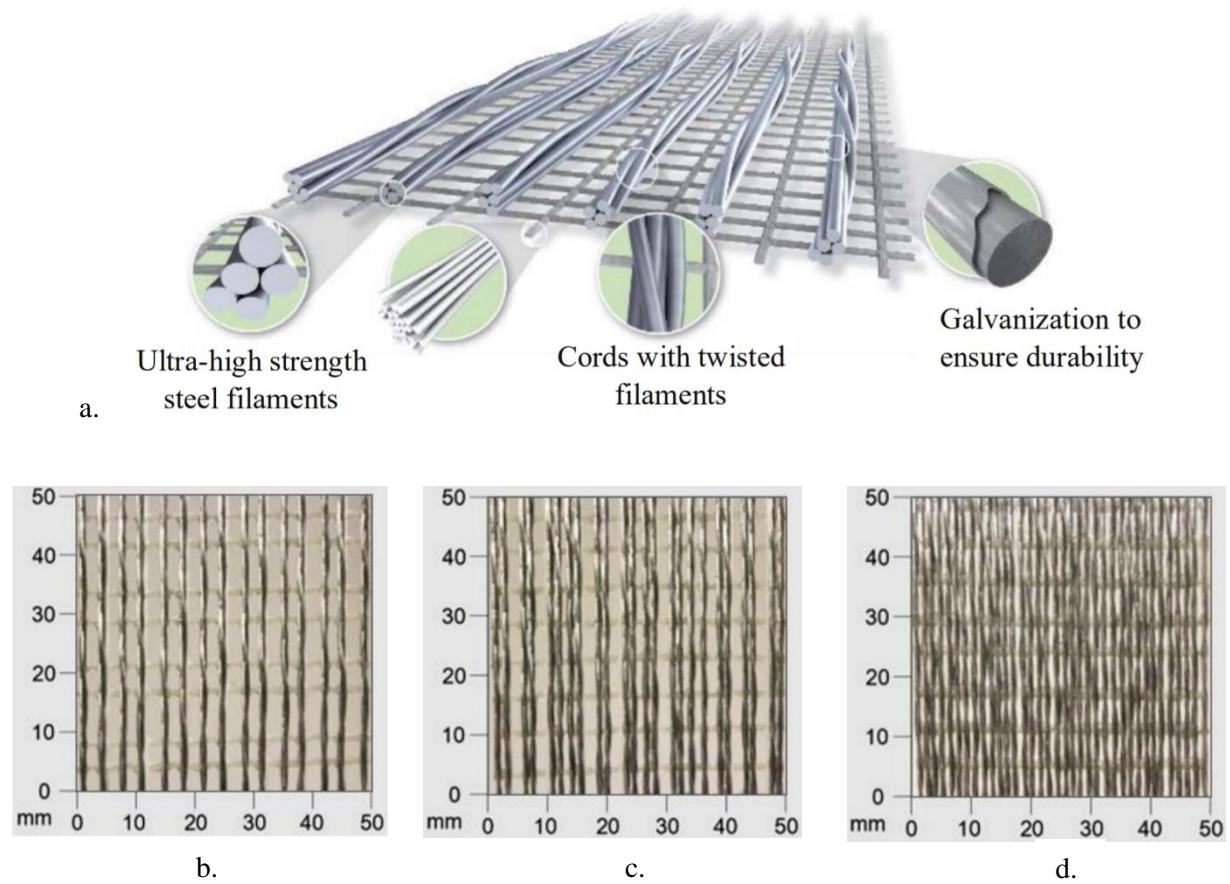 Ultra-high strength
steel filaments
Cords with twisted
filaments
Galvanization to
ensure durability
a.
50
40
30
20
10
0
mm 0 10 20 30 40 50
b.
50
40
30
20
10
0
mm 0 10 20 30 40 50
c.
50
40
30
20
10
0
mm 0 10 20 30 40 50
d.